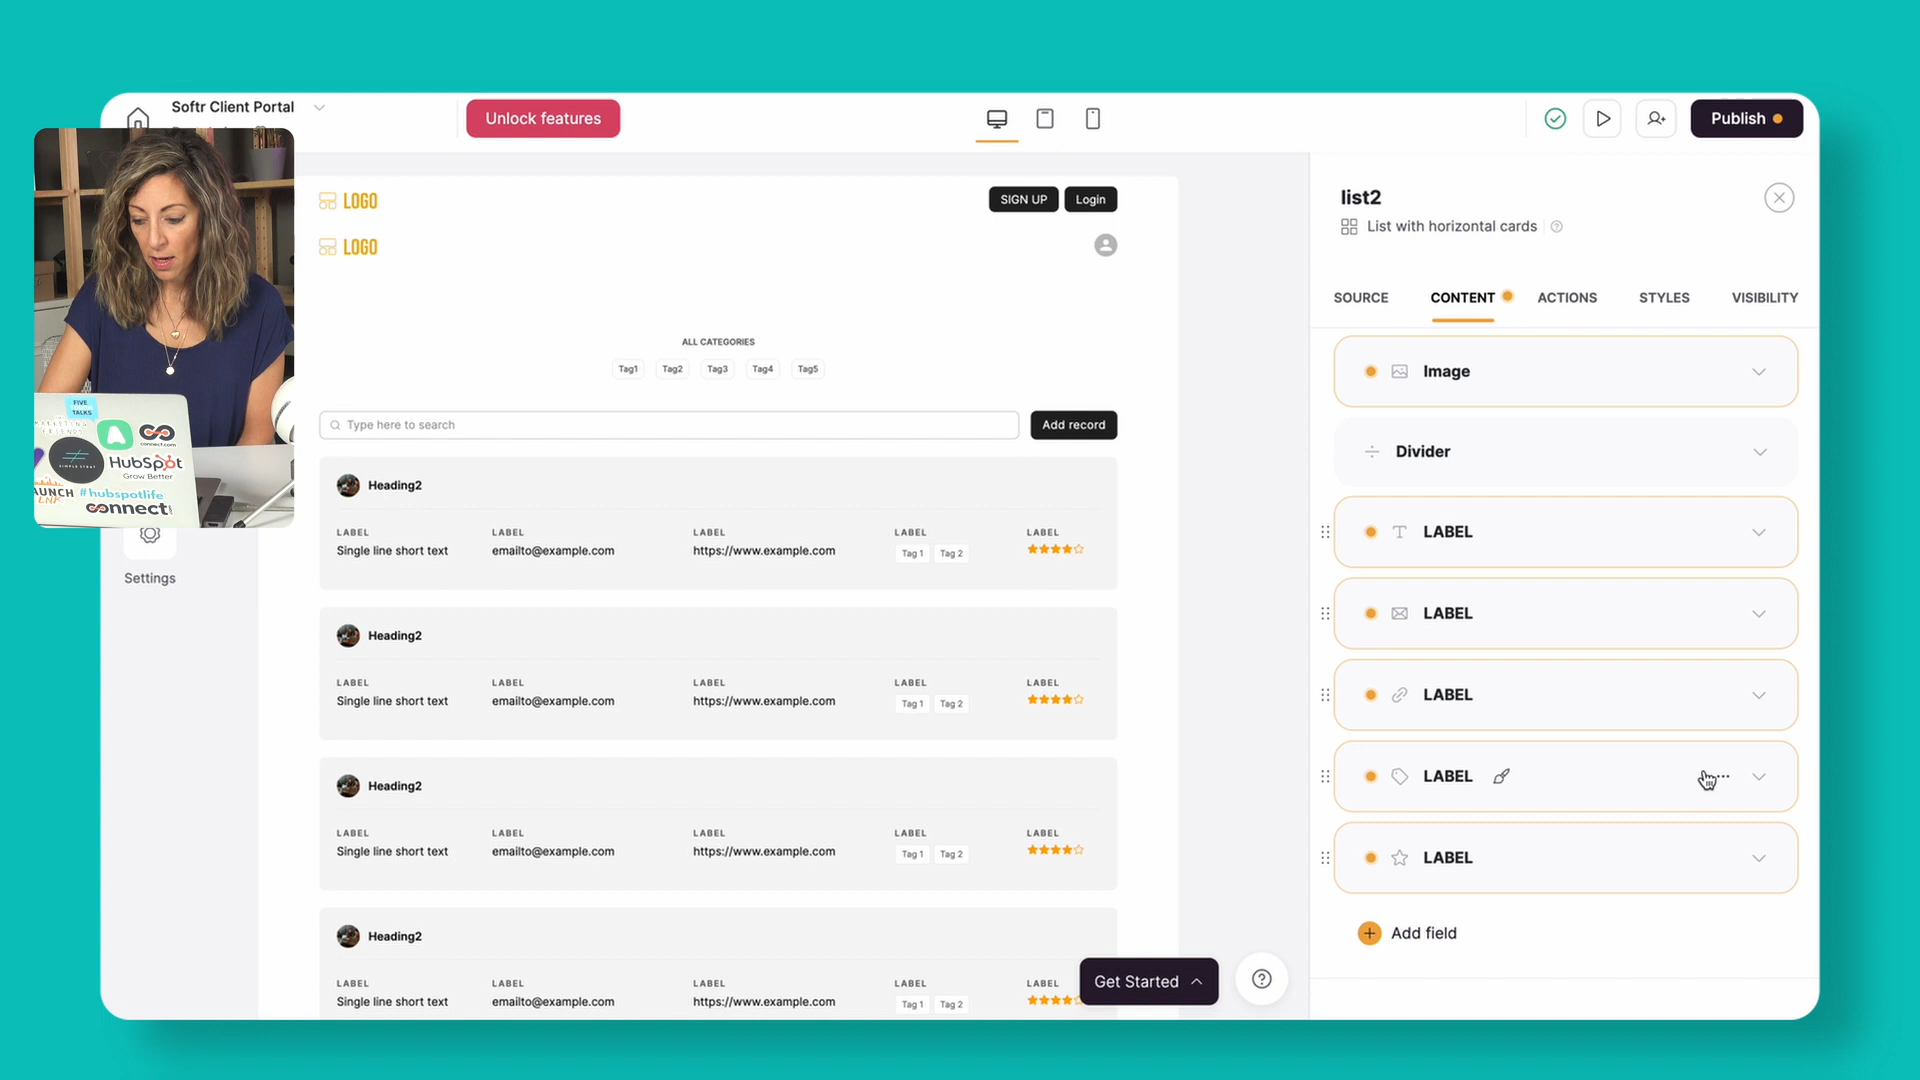 Softr Client Portal
Unlock features
Publish
LOGO
SIGN UP
Login
LOGO
ALL CATEGORIES
Tag1
Tag2
Tag3
Tag4
Tag5
Type here to search
Add record
Heading2
LABEL
LABEL
LABEL
LABEL
LABEL
Single line short text
emailto@example.com
https://www.example.com
Tag 1
Tag 2
Heading2
LABEL
LABEL
LABEL
LABEL
LABEL
Single line short text
emailto@example.com
https://www.example.com
Tag 1
Tag 2
Heading2
LABEL
LABEL
LABEL
LABEL
LABEL
Single line short text
emailto@example.com
https://www.example.com
Tag 1
Tag 2
Heading2
LABEL
LABEL
LABEL
LABEL
LABEL
Single line short text
emailto@example.com
https://www.example.com
Tag 1
Tag 2
Get Started
list2
List with horizontal cards
SOURCE
CONTENT
ACTIONS
STYLES
VISIBILITY
Image
Divider
LABEL
LABEL
LABEL
LABEL
LABEL
Add field
Settings
FIVE
TALKS
connect.com
SIMPLE STRAT
HubSpot
Grow Better
#hubspotlife
connect